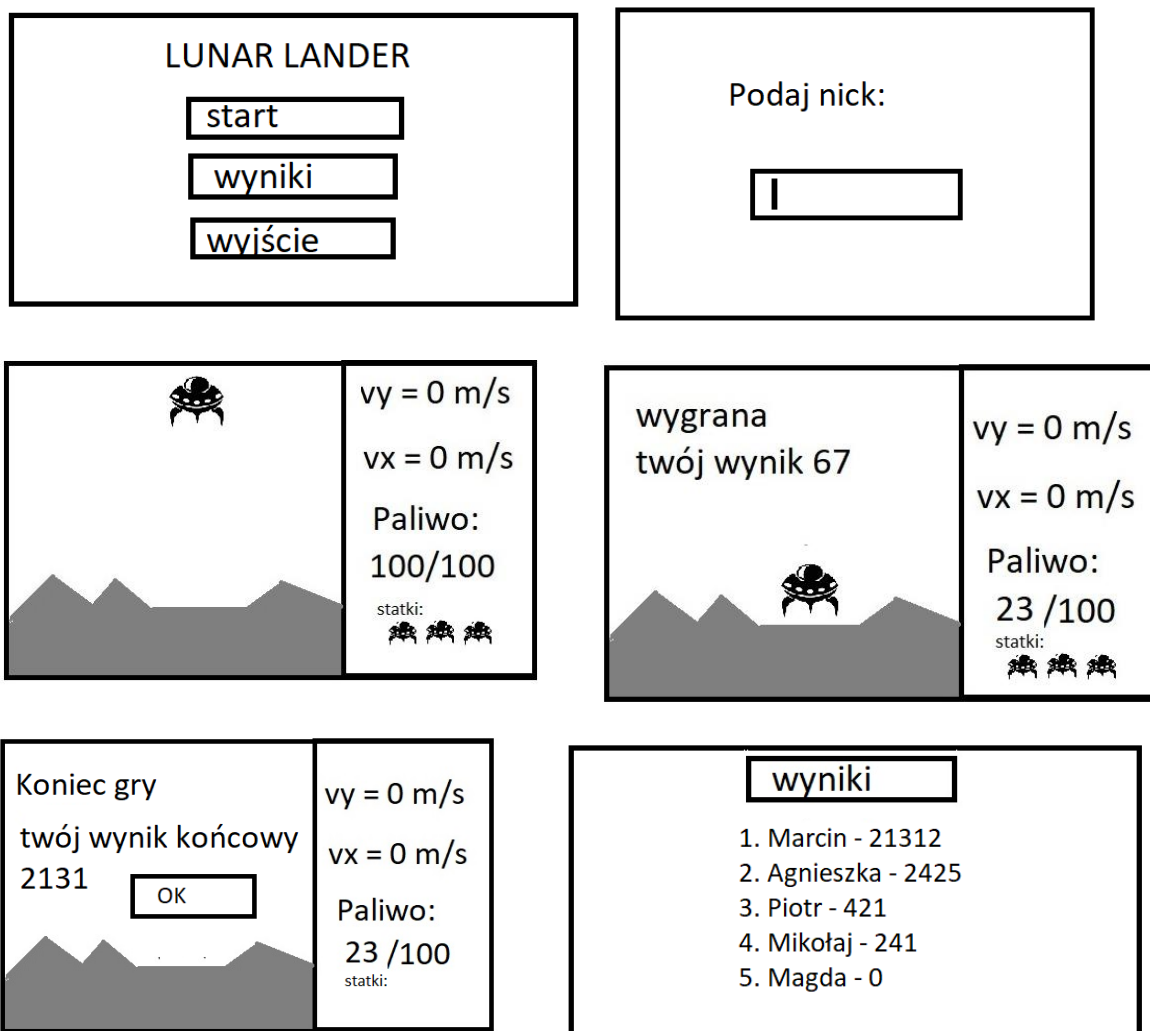 LUNAR LANDER
start
wyniki
wyjście
Podaj nick:
vy = 0 m/s
vx = 0 m/s
Paliwo:
100/100
statki:
wygrana
twój wynik 67
vy = 0 m/s
vx = 0 m/s
Paliwo:
23 /100
statki:
Koniec gry
twój wynik końcowy
2131
OK
vy = 0 m/s
vx = 0 m/s
Paliwo:
23 /100
statki:
wyniki
1. Marcin - 21312
2. Agnieszka - 2425
3. Piotr - 421
4. Mikołaj - 241
5. Magda - 0